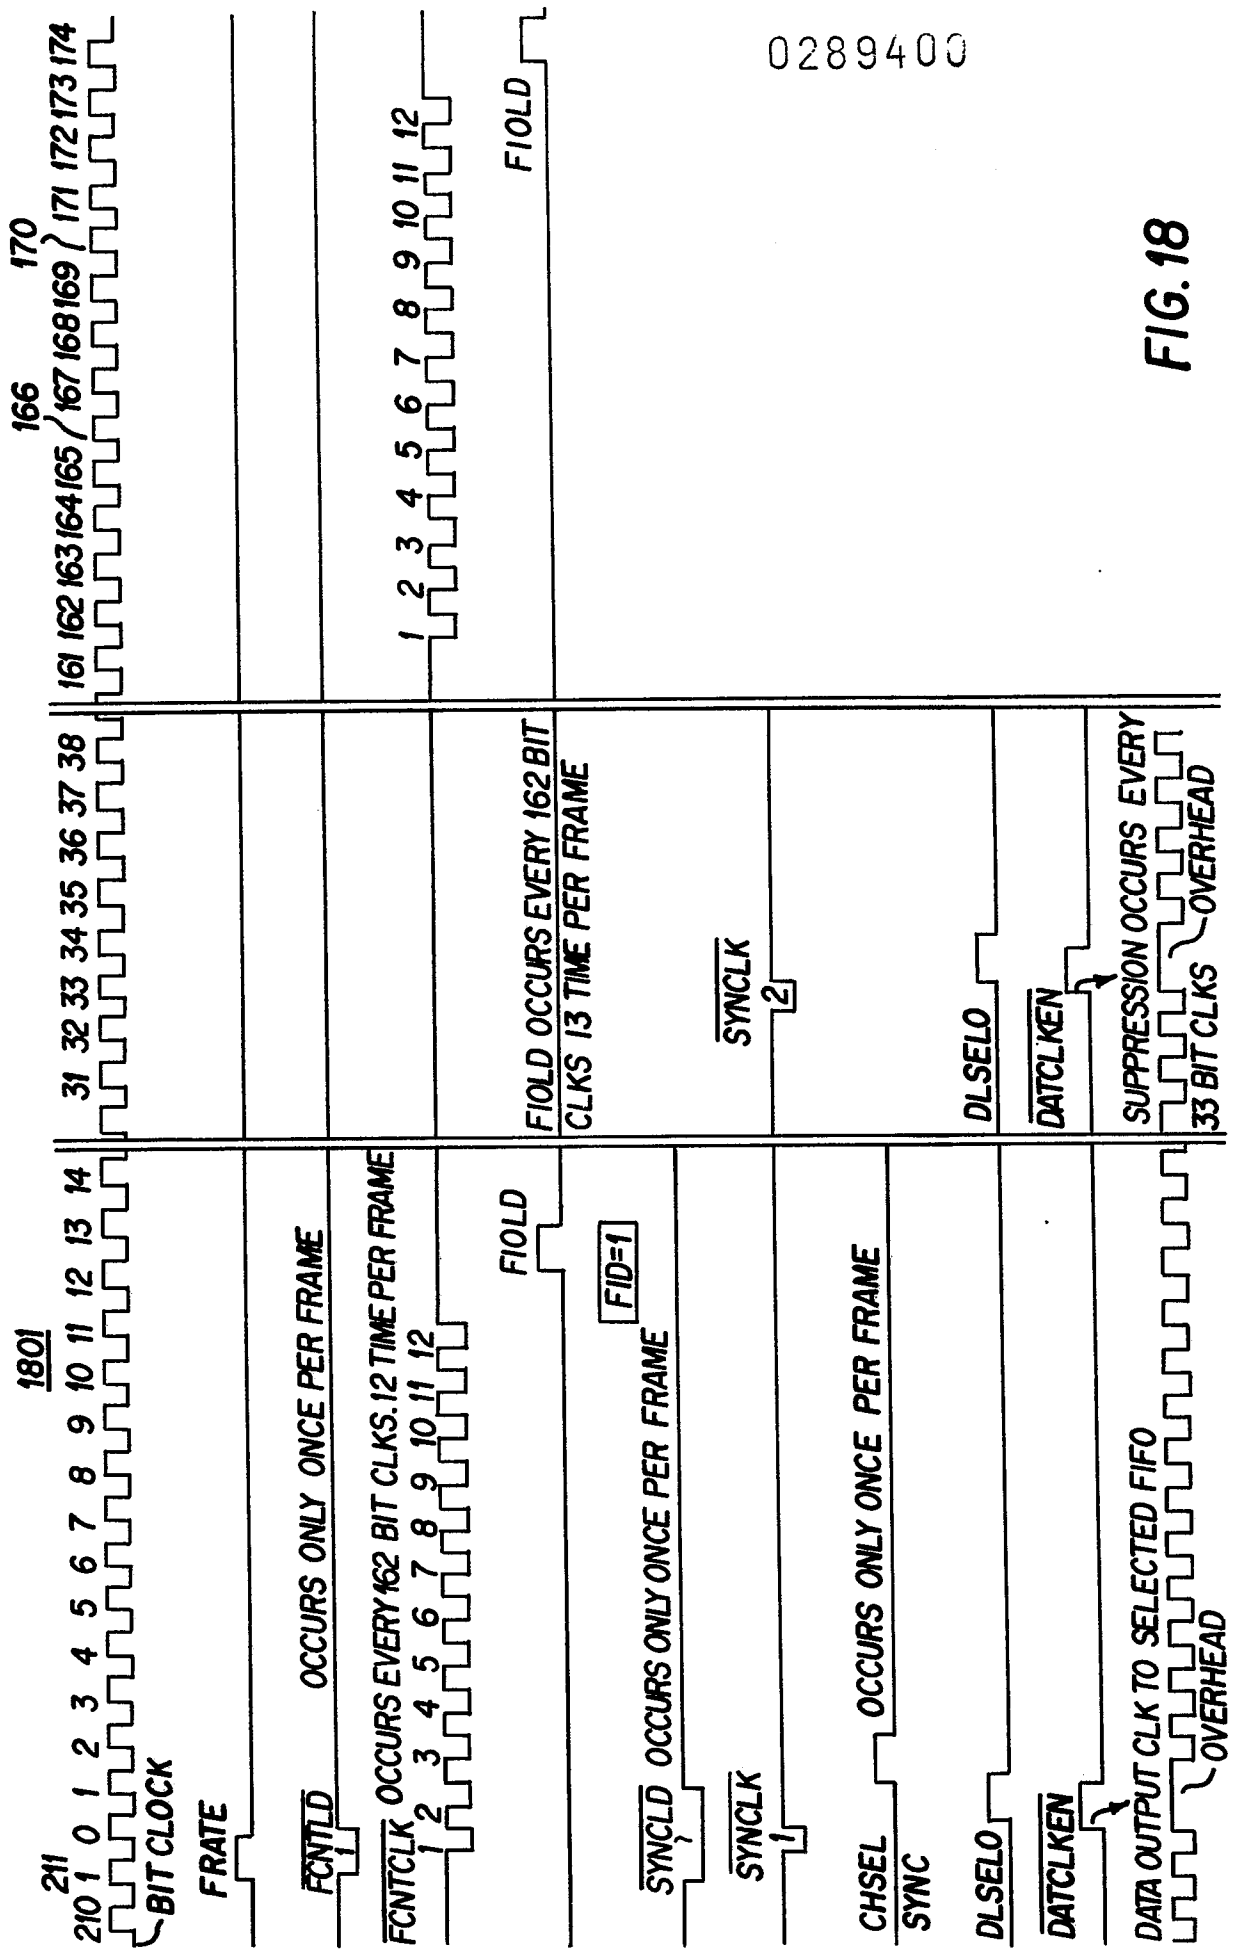 0289400
1801
211
166
170
210 1 0 1 2 3 4 5 6 7 8 9 10 11 12 13 14 31 32 33 34 35 36 37 38 161 162 163 164 165 167 168 169 171 172 173 174
BIT CLOCK
FRATE
FCNTLD OCCURS ONLY ONCE PER FRAME
1
FCNTCLK OCCURS EVERY 162 BIT CLKS. 12 TIME PER FRAME
1 2 3 4 5 6 7 8 9 10 11 12
1 2 3 4 5 6 7 8 9 10 11 12
FIOLD
FIOLD OCCURS EVERY 162 BIT
CLKS 13 TIME PER FRAME
FIOLD
FID=1
SYNCLD OCCURS ONLY ONCE PER FRAME
SYNCLK
1
SYNCLK
2
CHSEL OCCURS ONLY ONCE PER FRAME
SYNC
DLSELO
DLSELO
DATCLKEN
DATCLKEN
DATA OUTPUT CLK TO SELECTED FIFO
OVERHEAD
SUPPRESSION OCCURS EVERY
33 BIT CLKS
OVERHEAD
FIG. 18